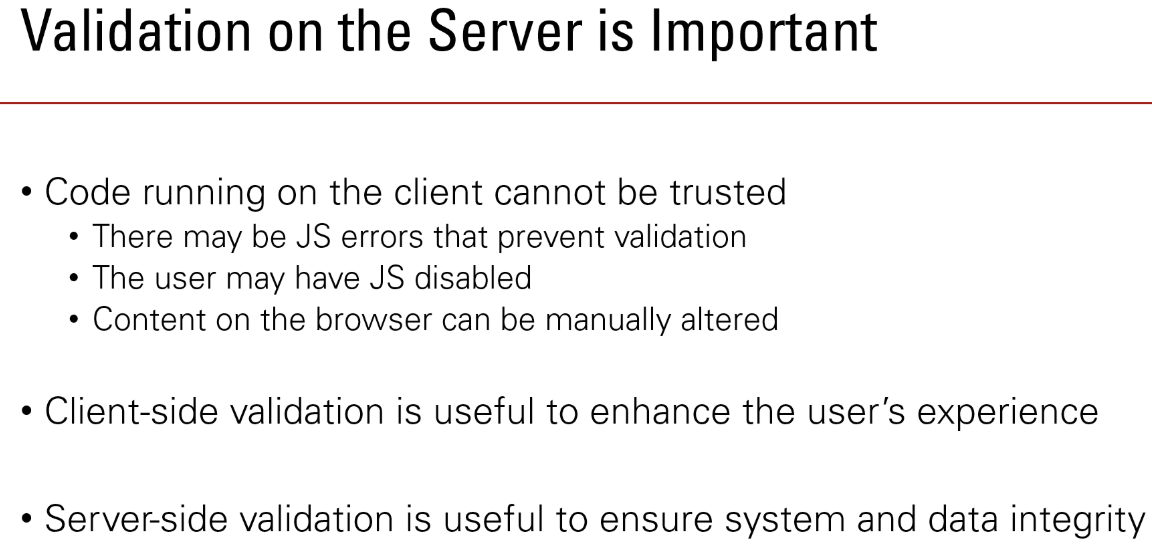 Validation on the Server is Important
• Code running on the client cannot be trusted
• There may be JS errors that prevent validation
• The user may have JS disabled
• Content on the browser can be manually altered
• Client-side validation is useful to enhance the user’s experience
• Server-side validation is useful to ensure system and data integrity